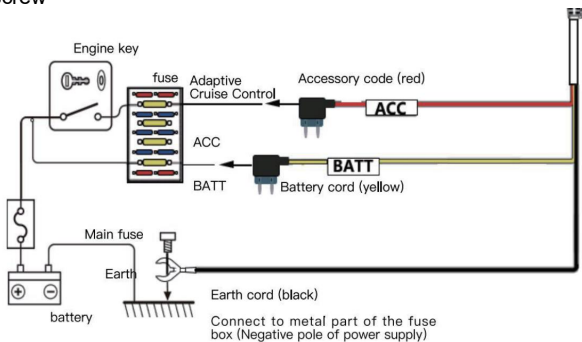 Engine key
fuse
Adaptive
Cruise Control
Accessory code (red)
ACC
ACC
BATT
BATT
Battery cord (yellow)
Main fuse
Earth
Earth cord (black)
battery
Connect to metal part of the fuse
box (Negative pole of power supply)